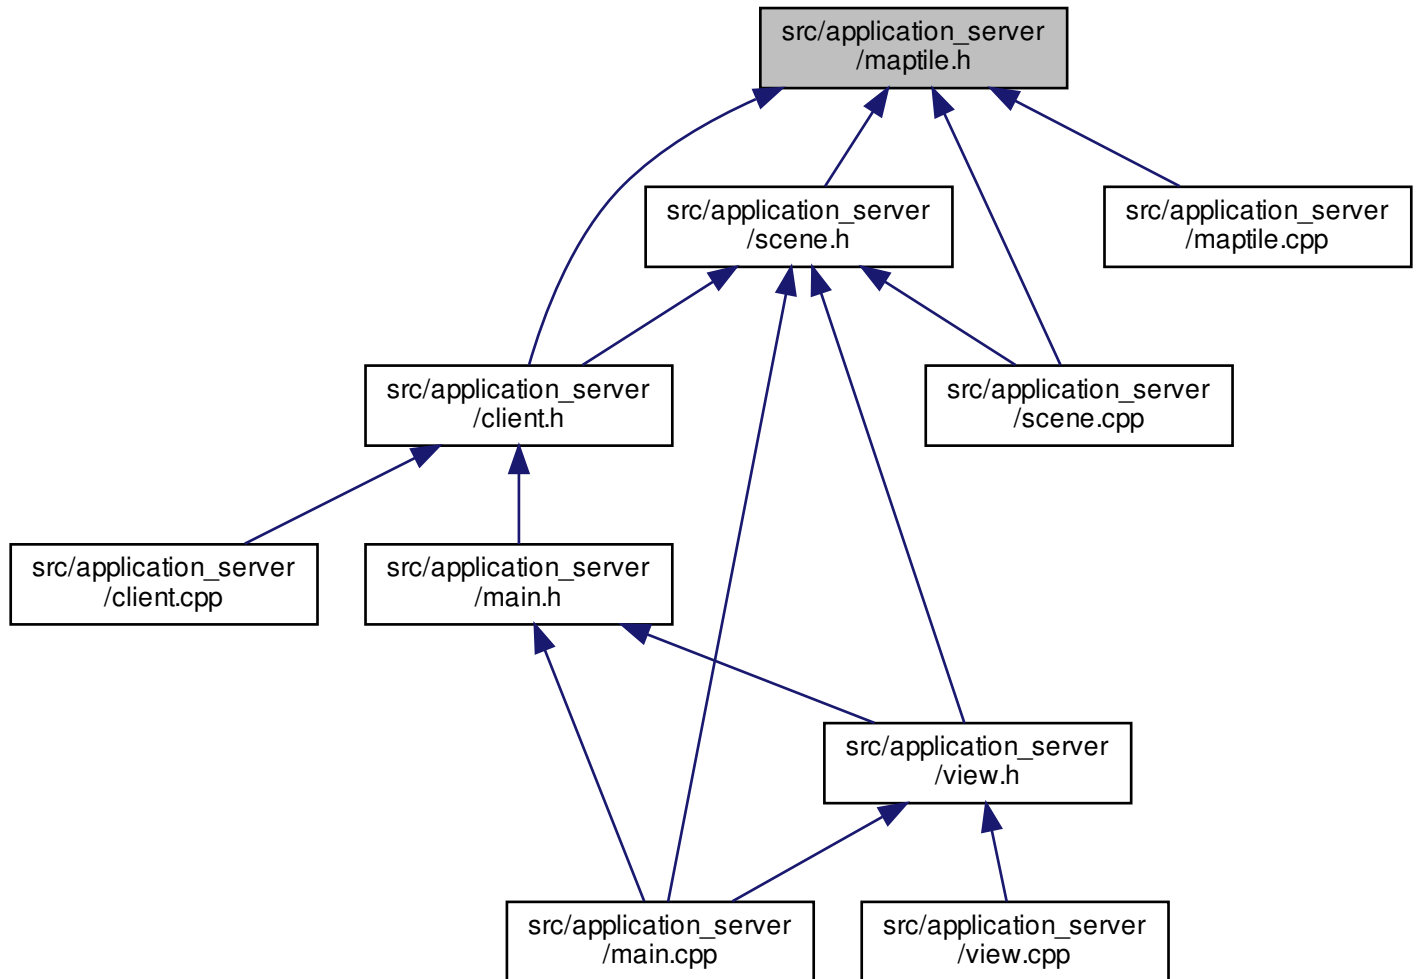 src/application_server
/maptile.h
src/application_server
/scene.h
src/application_server
/maptile.cpp
src/application_server
/client.h
src/application_server
/scene.cpp
src/application_server
/client.cpp
src/application_server
/main.h
src/application_server
/view.h
src/application_server
/main.cpp
src/application_server
/view.cpp